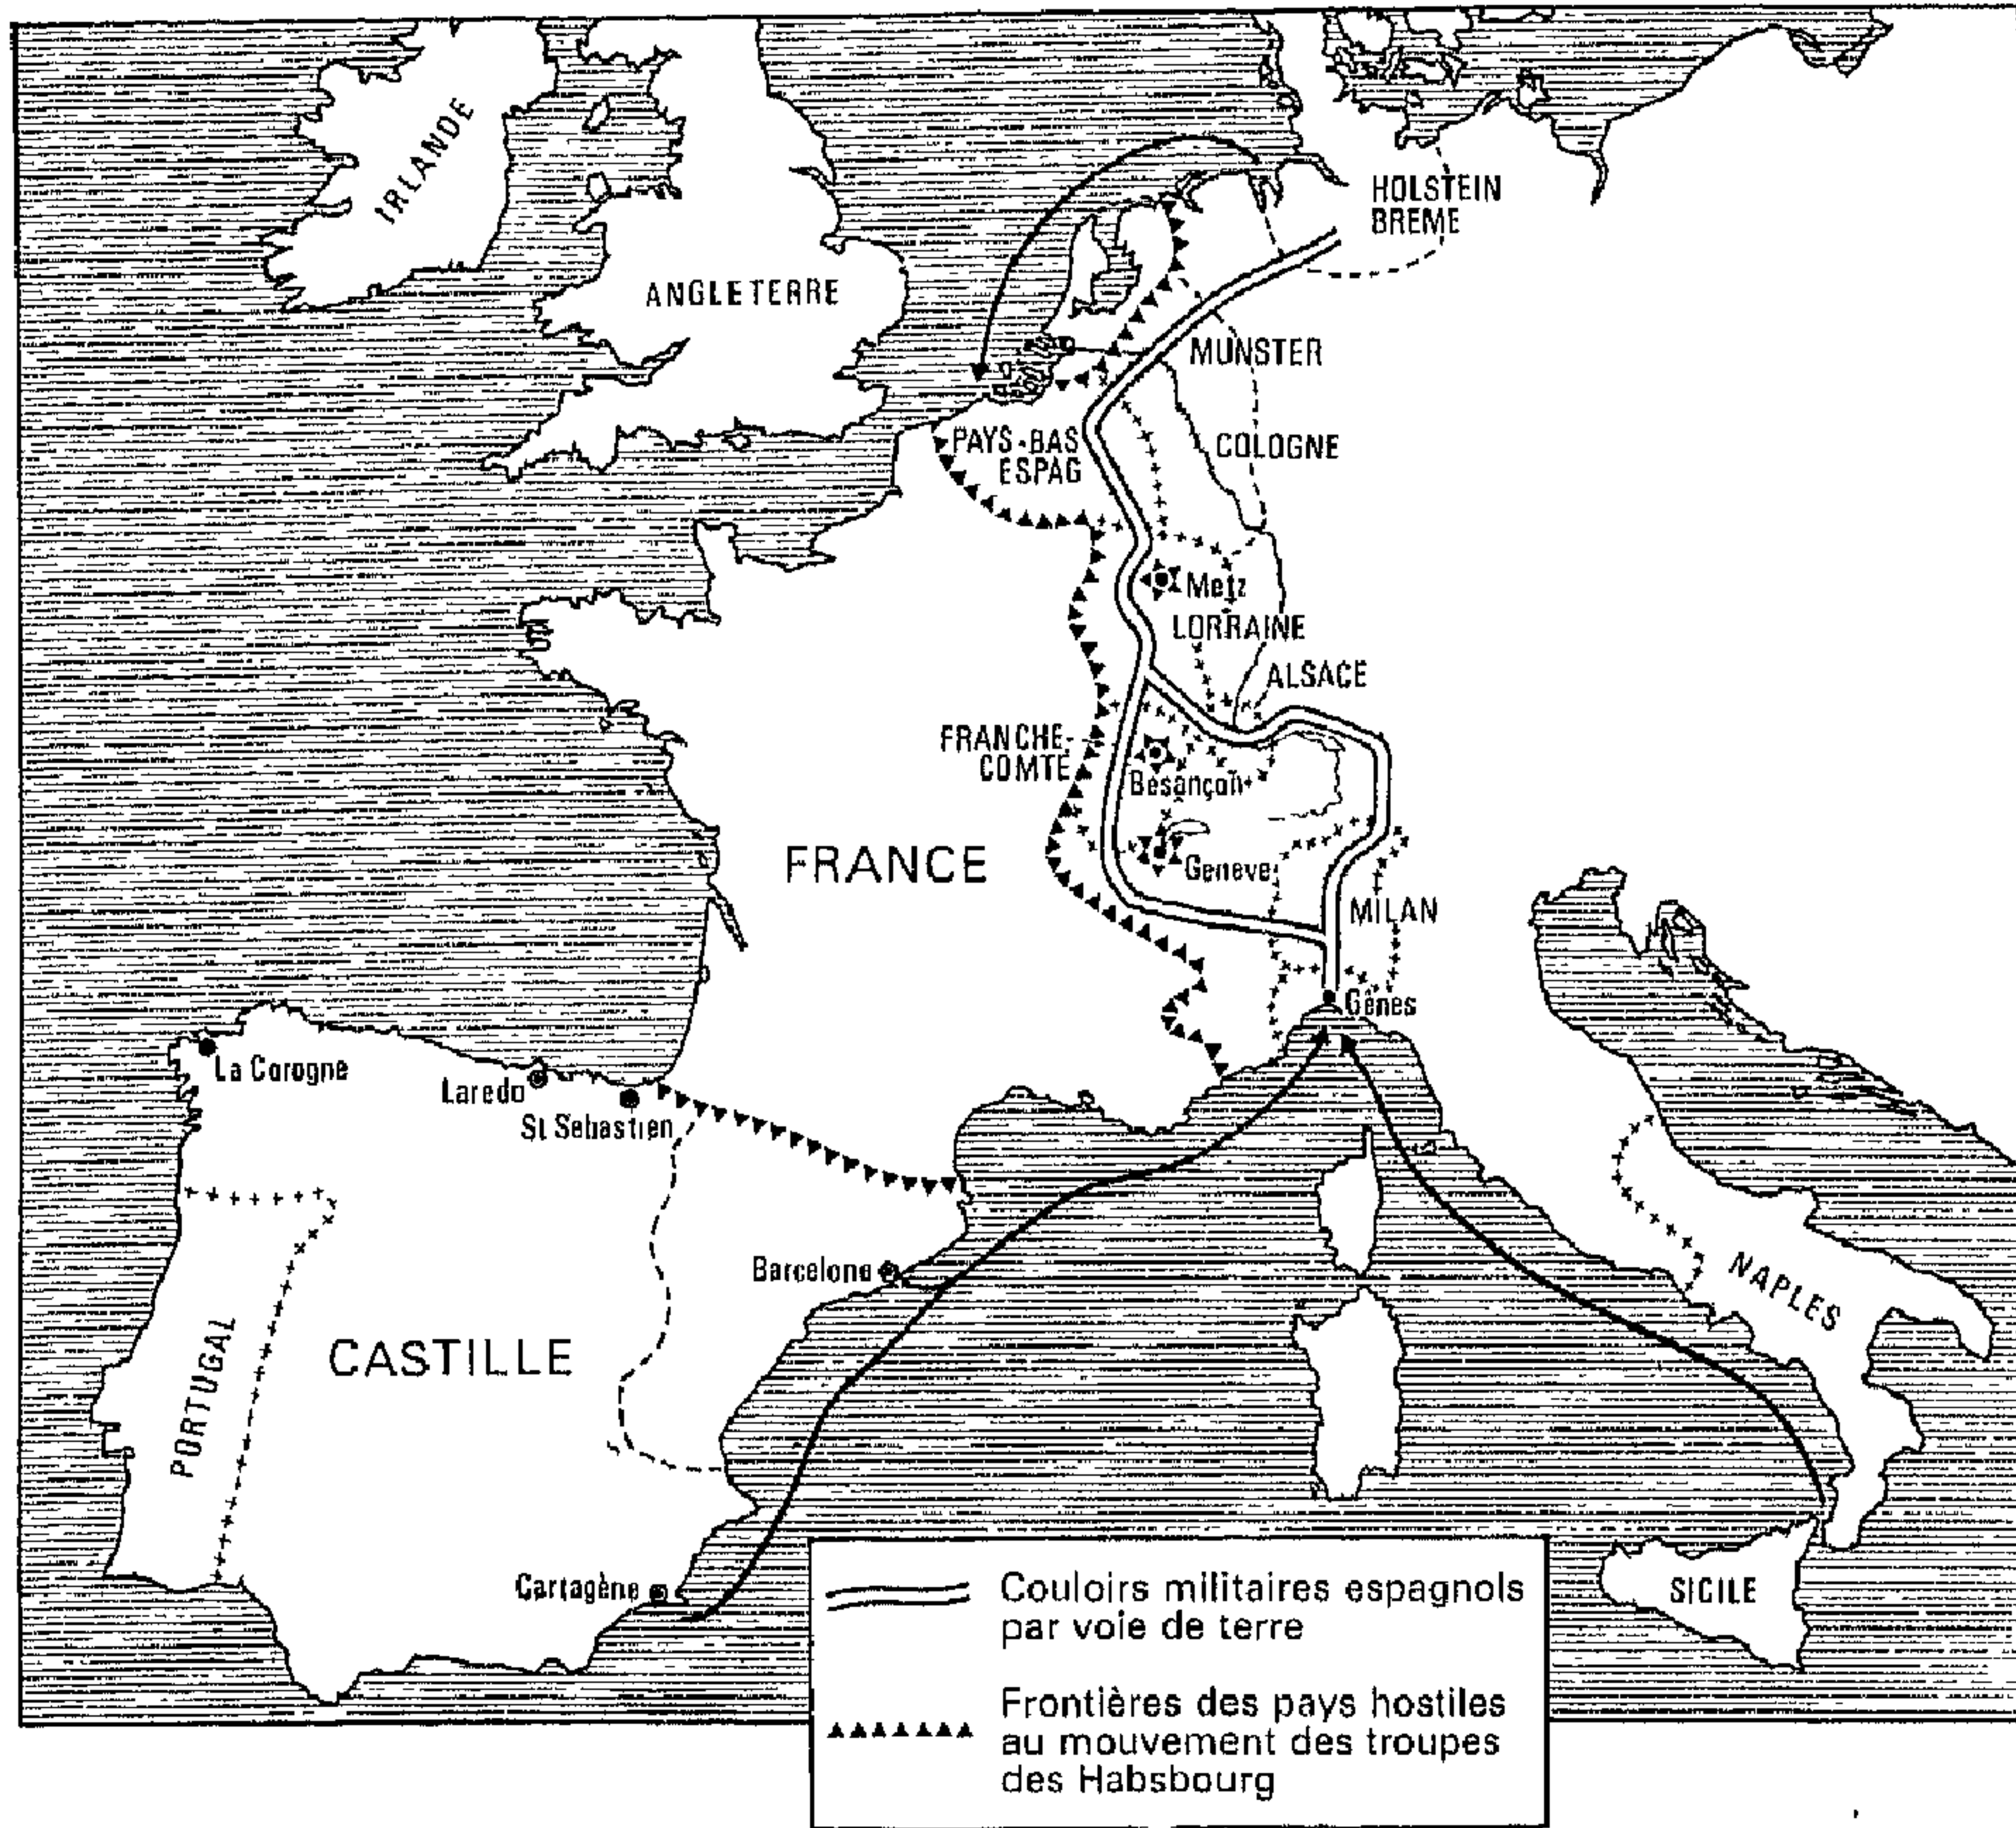 IRLANDE
ANGLETERRE
HOLSTEIN
BREME
MUNSTER
COLOGNE
PAYS-BAS
ESPAG
Metz
LORRAINE
ALSACE
FRANCHE-
COMTE
Besançon
FRANCE
Geneve
MILAN
Gênes
La Corogne
Laredo
St Sebastien
Barcelone
NAPLES
CASTILLE
PORTUGAL
Cartagène
SICILE
Couloirs militaires espagnols
par voie de terre
Frontières des pays hostiles
au mouvement des troupes
des Habsbourg